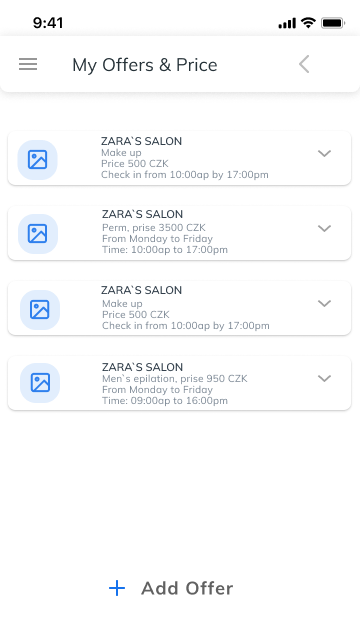 9:41
My Offers & Price
ZARA`S SALON
Make up
Price 500 CZK
Check in from 10:00ap by 17:00pm
ZARA`S SALON
Perm, prise 3500 CZK
From Monday to Friday
Time: 10:00ap to 17:00pm
ZARA`S SALON
Make up
Price 500 CZK
Check in from 10:00ap by 17:00pm
ZARA`S SALON
Men`s epilation, prise 950 CZK
From Monday to Friday
Time: 09:00ap to 16:00pm
Add Offer